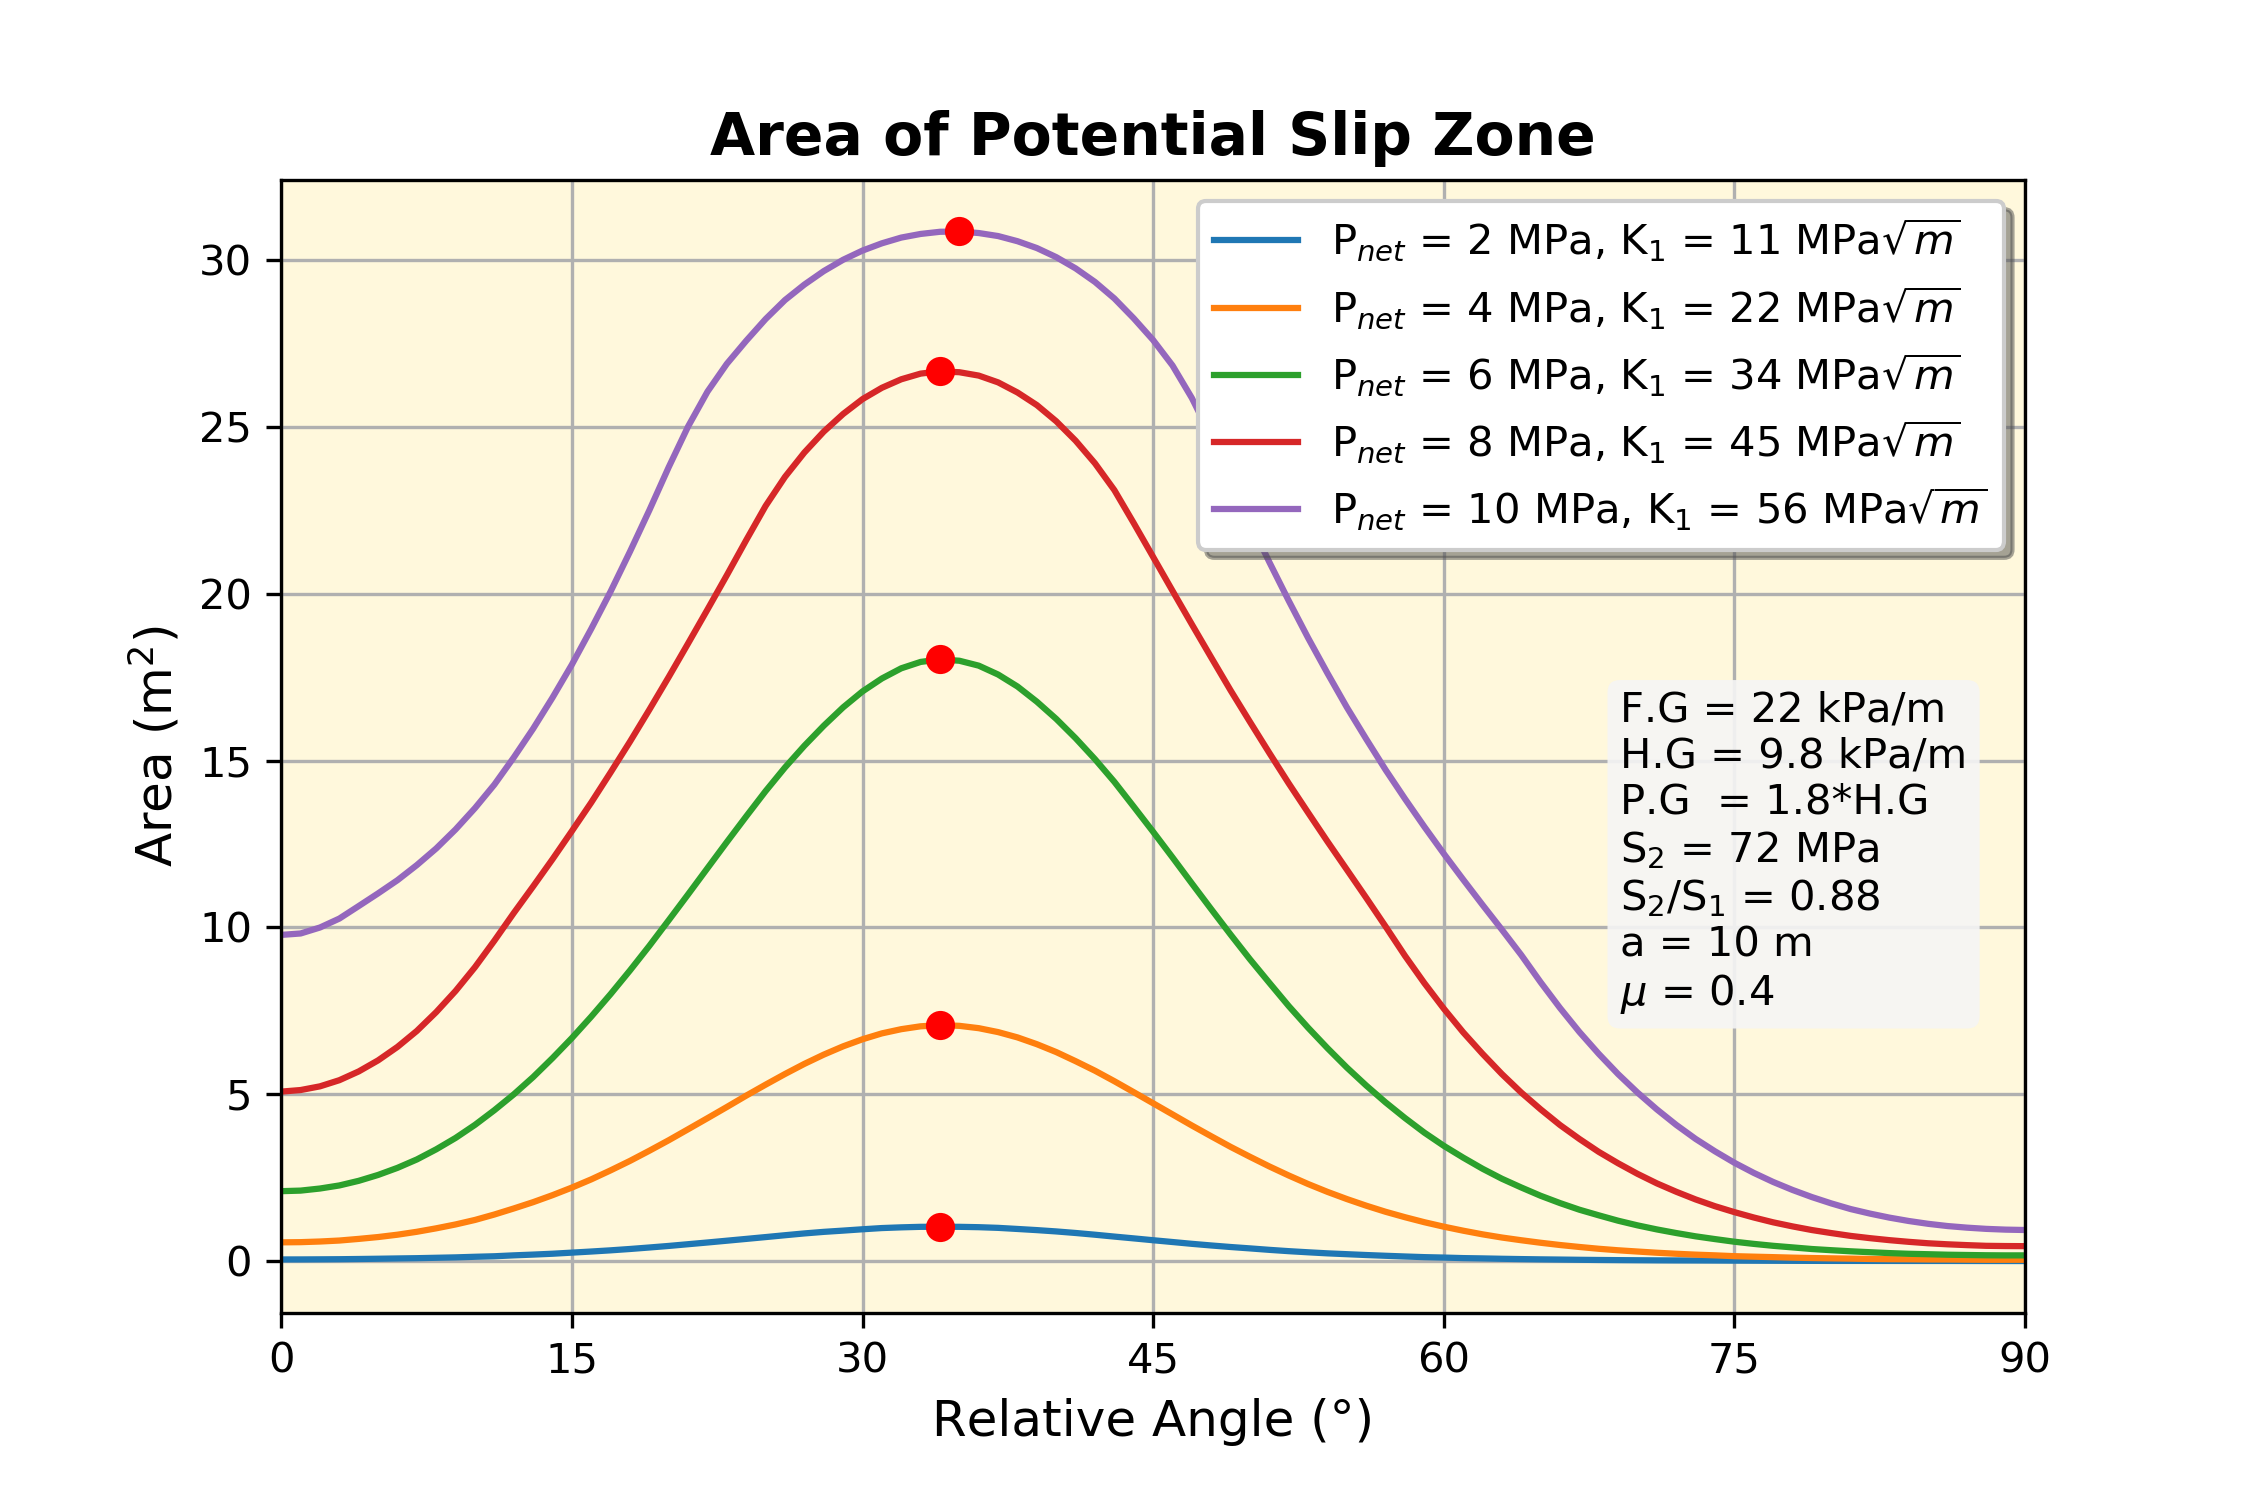 Area of Potential Slip Zone
P_net = 2 MPa, K_1 = 11 MPa√m
P_net = 4 MPa, K_1 = 22 MPa√m
P_net = 6 MPa, K_1 = 34 MPa√m
P_net = 8 MPa, K_1 = 45 MPa√m
P_net = 10 MPa, K_1 = 56 MPa√m
F.G = 22 kPa/m
H.G = 9.8 kPa/m
P.G = 1.8*H.G
S₂ = 72 MPa
S₂/S₁ = 0.88
a = 10 m
μ = 0.4
Area (m²)
30
25
20
15
10
5
0
0 15 30 45 60 75 90
Relative Angle (°)